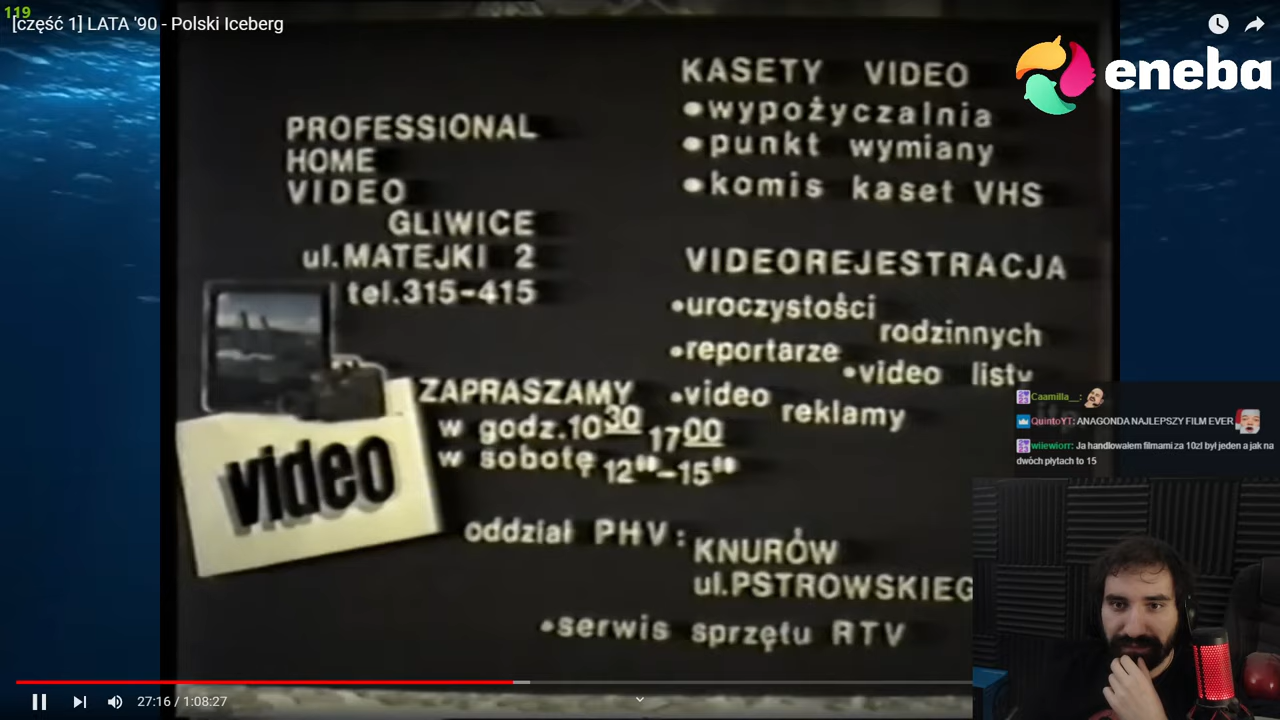 119
[część 1] LATA '90 - Polski Iceberg
eneba
PROFESSIONAL
HOME
VIDEO
GLIWICE
ul.MATEJKI 2
tel.315-415
KASETY VIDEO
•wypożyczalnia
•punkt wymiany
•komis kaset VHS
VIDEOREJESTRACJA
•uroczystości
rodzinnych
•reportarze
•video listy
•video
reklamy
ZAPRASZAMY
w godz.10³⁰ 17⁰⁰
w sobotę 12⁰⁰-15⁰⁰
video
oddział PHV:
KNURÓW
ul.PSTROWSKIEG
•serwis sprzętu RTV
Caamilla__:
QuintoYT: ANAGONDA NAJLEPSZY FILM EVER
wiewiorr: Ja handlowałem filmami za 10zl był jeden a jak na
dwóch płytach to 15
27:16 / 1:08:27